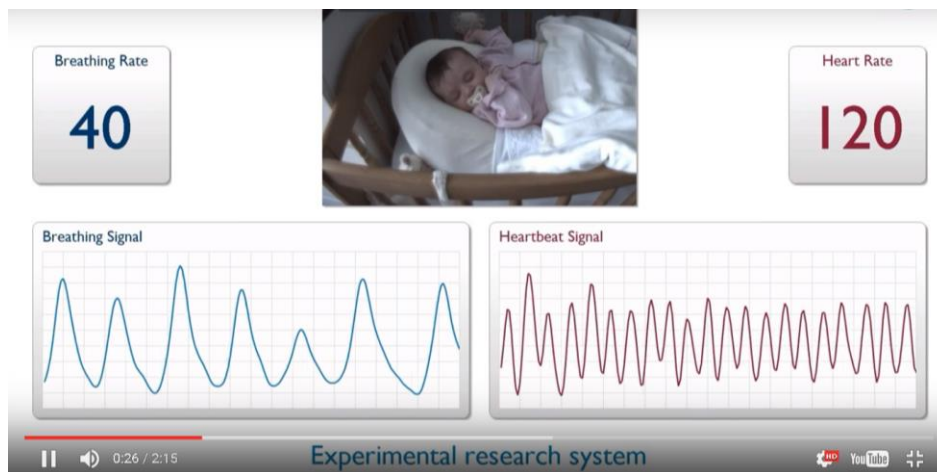 Breathing Rate
40
Heart Rate
120
Breathing Signal
Heartbeat Signal
Experimental research system
0:26 / 2:15
HD
YouTube